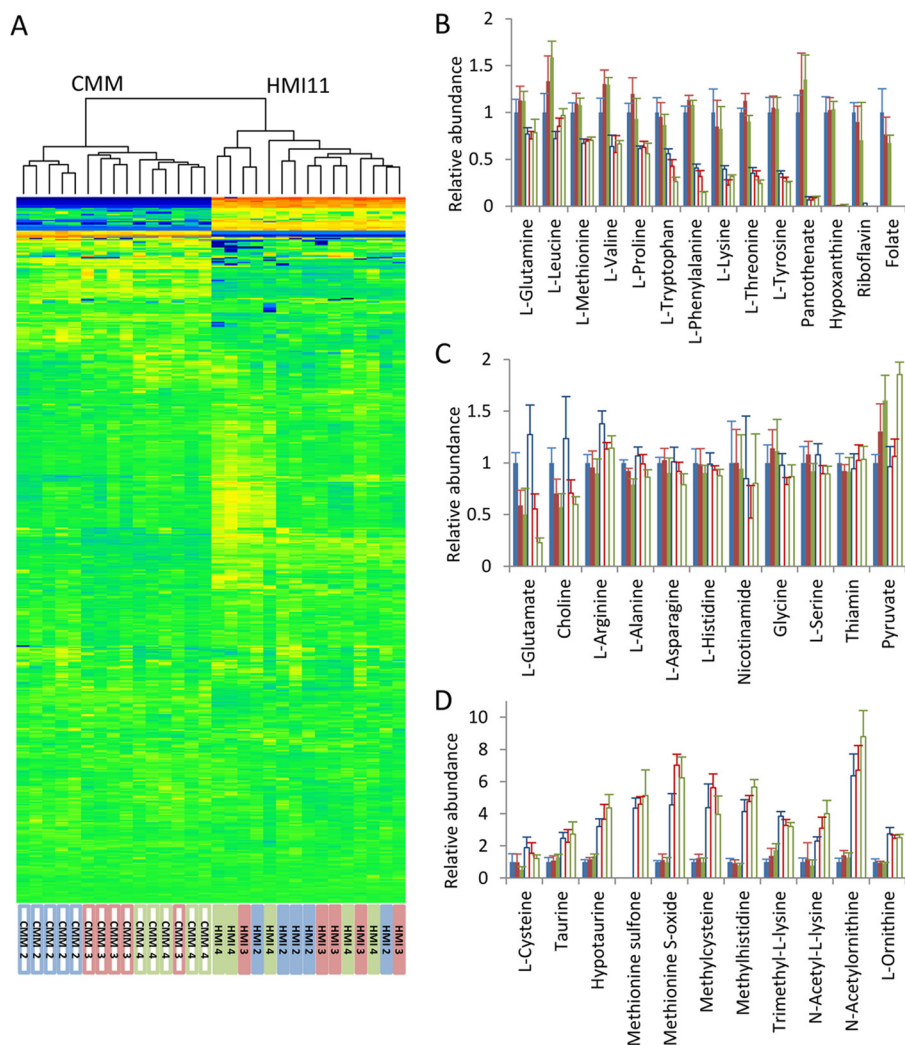 A
CMM
HMI11
CMM 2
CMM 2
CMM 2
CMM 2
CMM 2
CMM 3
CMM 3
CMM 3
CMM 3
CMM 4
CMM 4
CMM 4
CMM 3
CMM 4
CMM 4
HMI 4
HMI 4
HMI 3
HMI 2
HMI 4
HMI 2
HMI 2
HMI 2
HMI 3
HMI 3
HMI 4
HMI 3
HMI 4
HMI 2
HMI 3
B
Relative abundance
2
1.5
1
0.5
0
L-Glutamine
L-Leucine
L-Methionine
L-Valine
L-Proline
L-Tryptophan
L-Phenylalanine
L-Lysine
L-Threonine
L-Tyrosine
Pantothenate
Hypoxanthine
Riboflavin
Folate
C
Relative abundance
2
1.5
1
0.5
0
L-Glutamate
Choline
L-Arginine
L-Alanine
L-Asparagine
L-Histidine
Nicotinamide
Glycine
L-Serine
Thiamin
Pyruvate
D
Relative abundance
10
8
6
4
2
0
L-Cysteine
Taurine
Hypotaurine
Methionine sulfone
Methionine S-oxide
Methylcysteine
Methylhistidine
Trimethyl-L-lysine
N-Acetyl-L-lysine
N-Acetylornithine
L-Ornithine